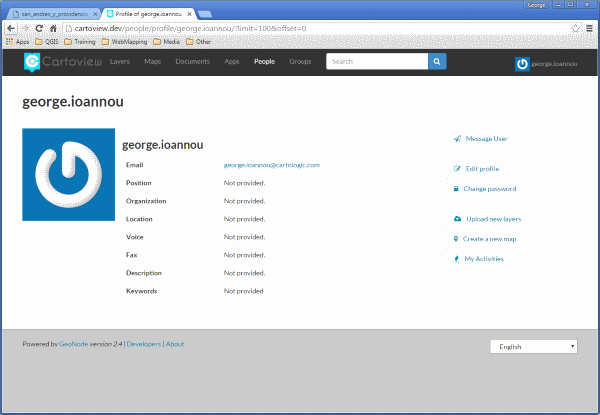 George
san_andres_y_providencia
Profile of george.ioannou
cartoview.dev/people/profile/george.ioannou/?limit=100&offset=0
Apps QGIS Training WebMapping Media Other
Cartoview Layers Maps Documents Apps People Groups Search george.ioannou
george.ioannou
george.ioannou
Email george.ioannou@cartologic.com
Position Not provided.
Organization Not provided.
Location Not provided.
Voice Not provided.
Fax Not provided.
Description Not provided.
Keywords Not provided
Message User
Edit profile
Change password
Upload new layers
Create a new map
My Activities
Powered by GeoNode version 2.4 | Developers | About
English